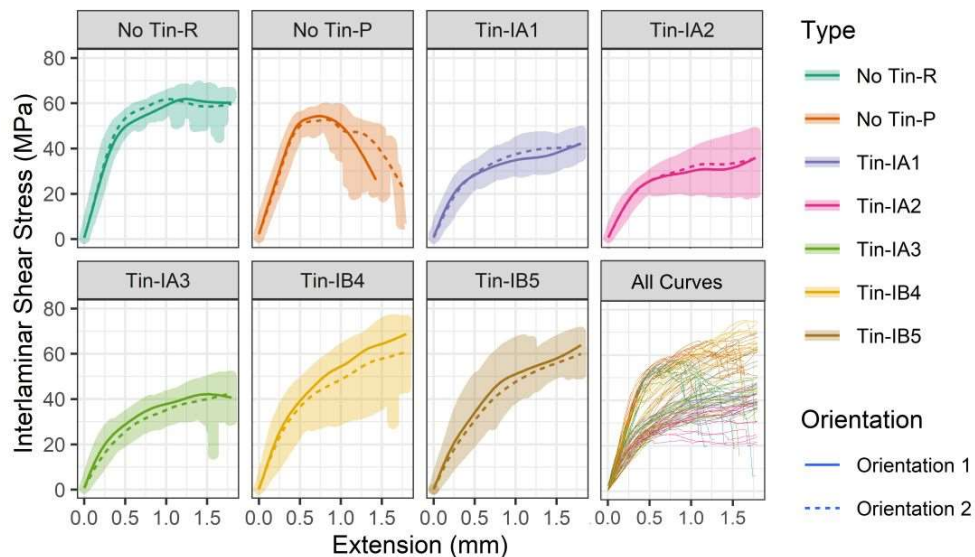 Interlaminar Shear Stress (MPa)
No Tin-R
No Tin-P
Tin-IA1
Tin-IA2
80
60
40
20
0
Tin-IA3
Tin-IB4
Tin-IB5
All Curves
80
60
40
20
0
0.0 0.5 1.0 1.5
0.0 0.5 1.0 1.5
0.0 0.5 1.0 1.5
0.0 0.5 1.0 1.5
Extension (mm)
Type
No Tin-R
No Tin-P
Tin-IA1
Tin-IA2
Tin-IA3
Tin-IB4
Tin-IB5
Orientation
Orientation 1
Orientation 2